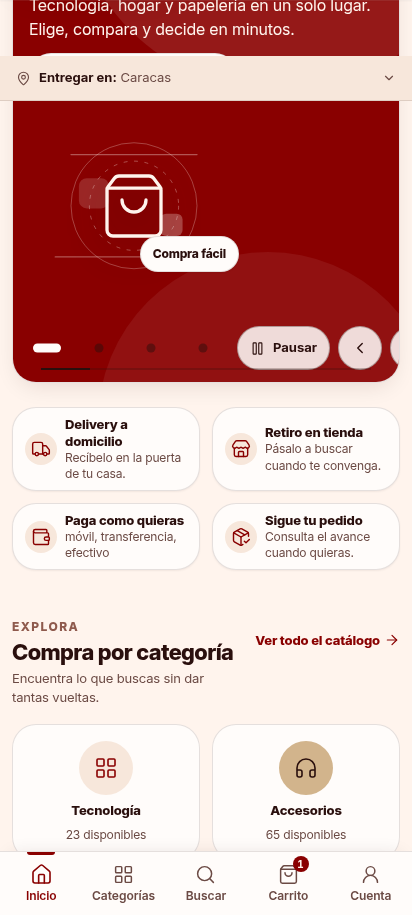 Tecnología, hogar y papelería en un solo lugar.
Elige, compara y decide en minutos.
Entregar en: Caracas
Compra fácil
Pausar
Delivery a
domicilio
Recíbelo en la puerta
de tu casa.
Retiro en tienda
Pásalo a buscar
cuando te convenga.
Paga como quieras
móvil, transferencia,
efectivo
Sigue tu pedido
Consulta el avance
cuando quieras.
EXPLORA
Compra por categoría
Ver todo el catálogo
Encuentra lo que buscas sin dar
tantas vueltas.
Tecnología
23 disponibles
Accesorios
65 disponibles
1
Inicio
Categorías
Buscar
Carrito
Cuenta